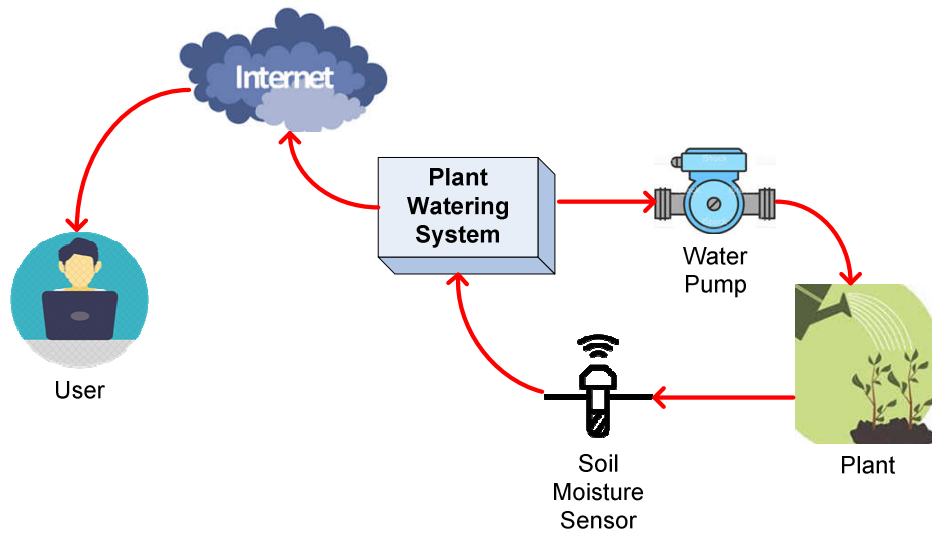 Internet
Plant
Watering
System
Water
Pump
User
Soil
Moisture
Sensor
Plant